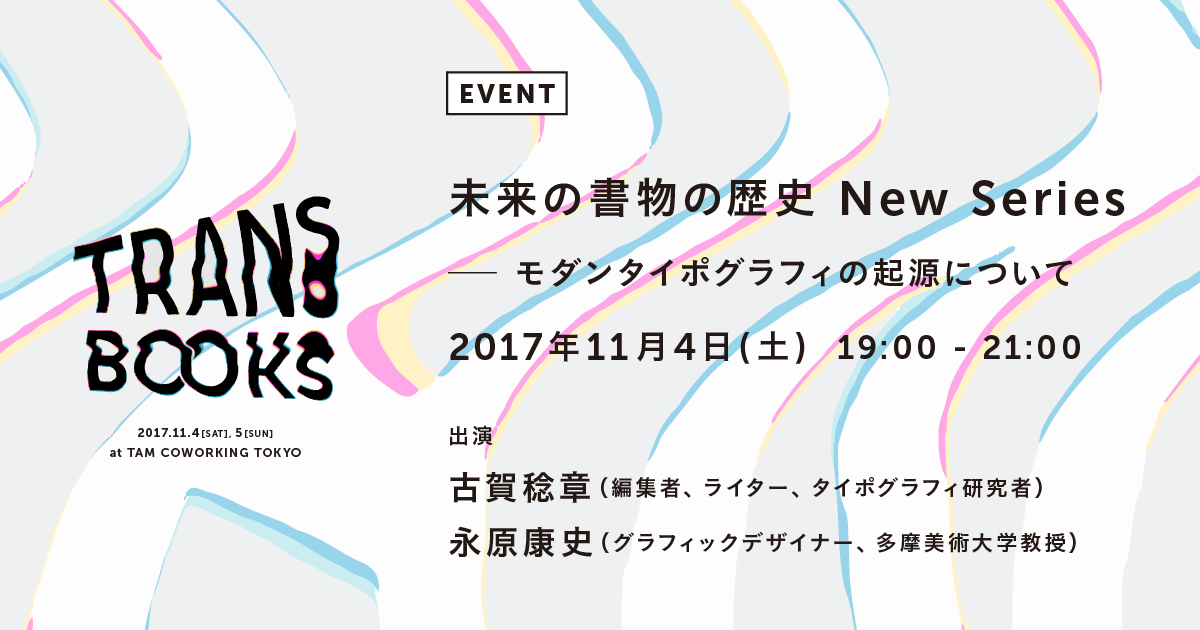 TRANS
BOOKS
2017.11.4[SAT], 5[SUN]
at TAM COWORKING TOKYO
EVENT
未来の書物の歴史 New Series
── モダンタイポグラフィの起源について
2017年11月4日(土) 19:00 - 21:00
出演
古賀稔章（編集者、ライター、タイポグラフィ研究者）
永原康史（グラフィックデザイナー、多摩美術大学教授）